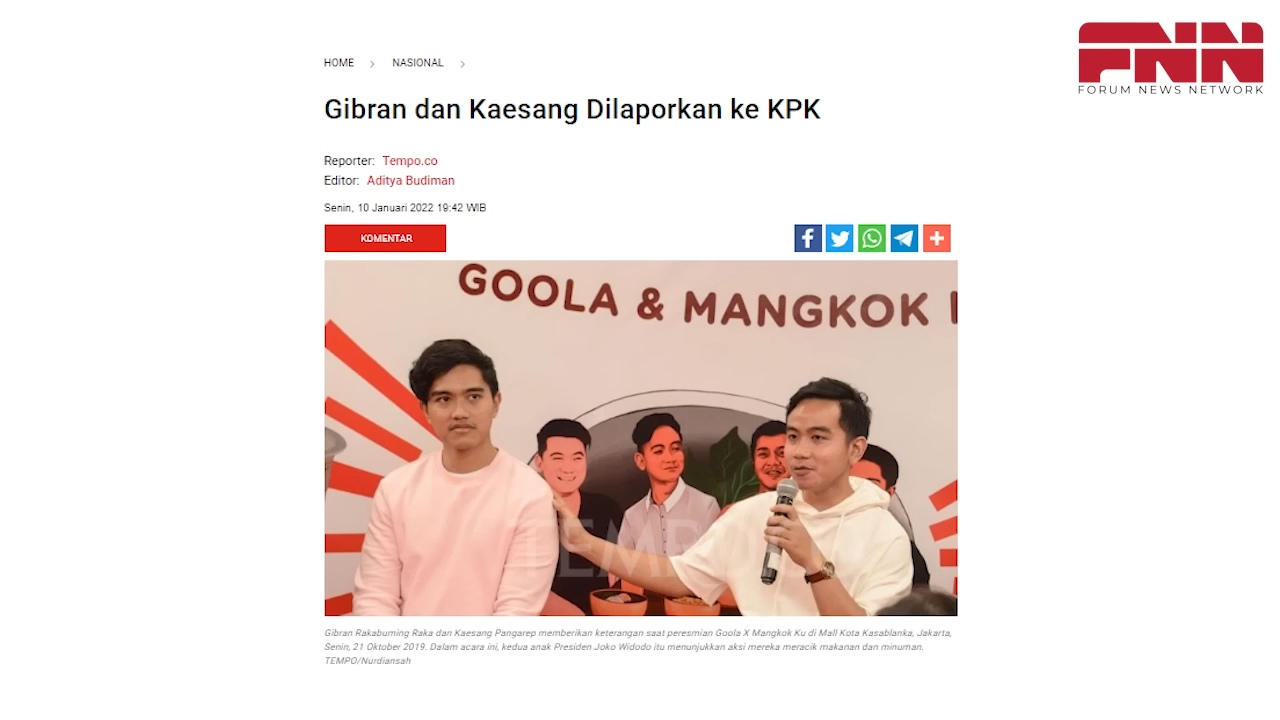 FNN
FORUM NEWS NETWORK
HOME > NASIONAL >
Gibran dan Kaesang Dilaporkan ke KPK
Reporter: Tempo.co
Editor: Aditya Budiman
Senin, 10 Januari 2022 19:42 WIB
KOMENTAR
GOOLA & MANGKOK
TEMPO
Gibran Rakabuming Raka dan Kaesang Pangarep memberikan keterangan saat peresmian Goola X Mangkok Ku di Mall Kota Kasablanka, Jakarta,
Senin, 21 Oktober 2019. Dalam acara ini, kedua anak Presiden Joko Widodo itu menunjukkan aksi mereka meracik makanan dan minuman.
TEMPO/Nurdiansah